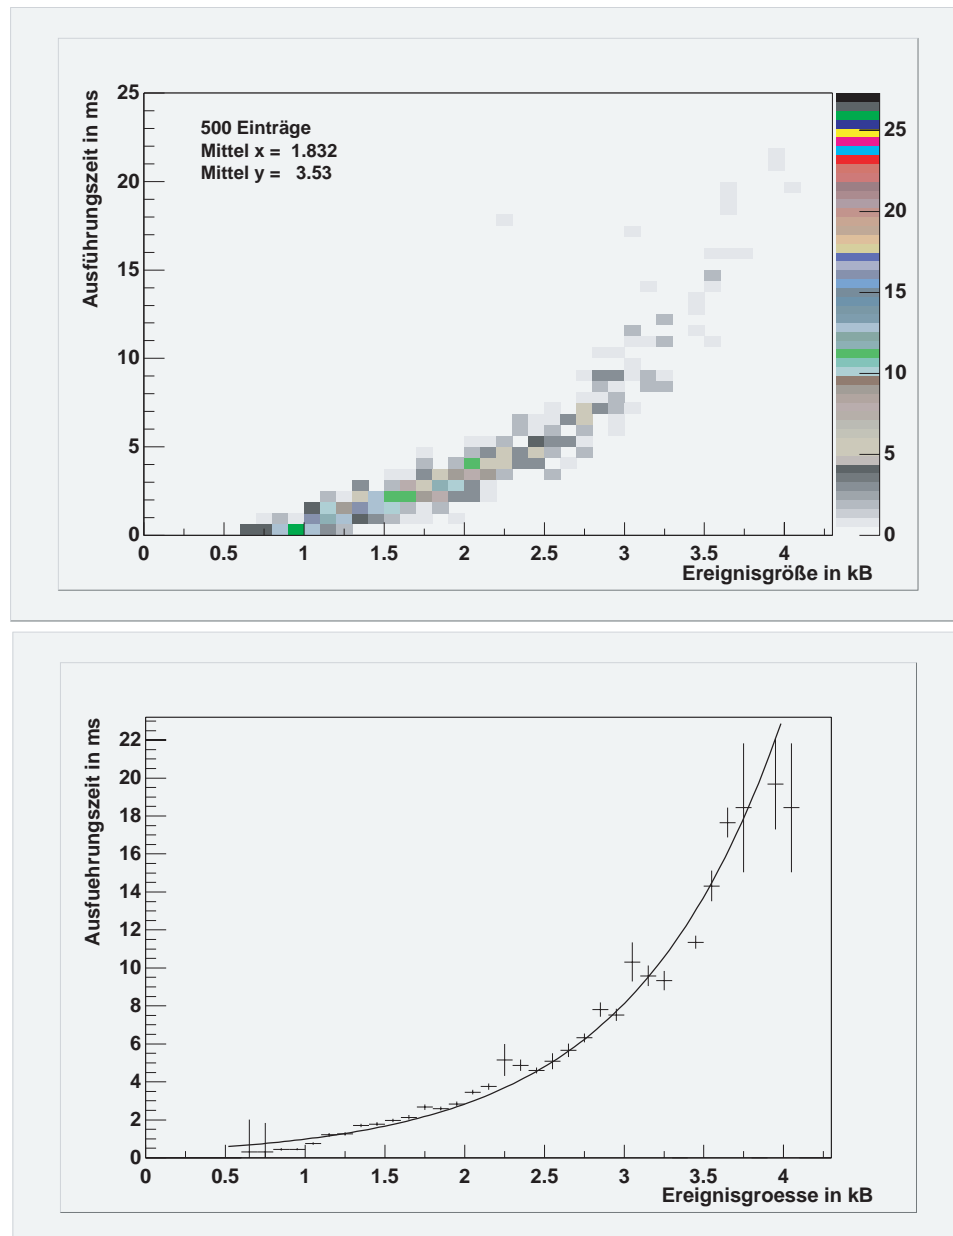 Ausführungszeit in ms
25
20
15
10
5
0
500 Einträge
Mittel x = 1.832
Mittel y = 3.53
0 0.5 1 1.5 2 2.5 3 3.5 4
Ereignisgröße in kB
25
20
15
10
5
0
Ausfuehrungszeit in ms
22
20
18
16
14
12
10
8
6
4
2
0
0 0.5 1 1.5 2 2.5 3 3.5 4
Ereignisgroesse in kB